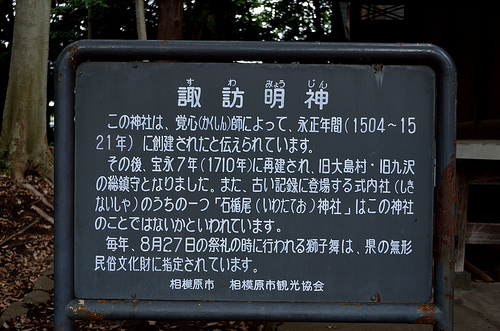 すわみょうじん
諏訪明神
この神社は、覚心(かくしん)師によって、永正年間(1504～15
21年)に創建されたと伝えられています。
その後、宝永7年(1710年)に再建され、旧大島村・旧九沢
の総鎮守となりました。また、古い記録に登場する式内社(しき
ないしゃ)のうちの一つ「石楯尾(いわたてお)神社」はこの神社
のことではないかといわれています。
毎年、8月27日の祭礼の時に行われる獅子舞は、県の無形
民俗文化財に指定されています。
相模原市 相模原市観光協会